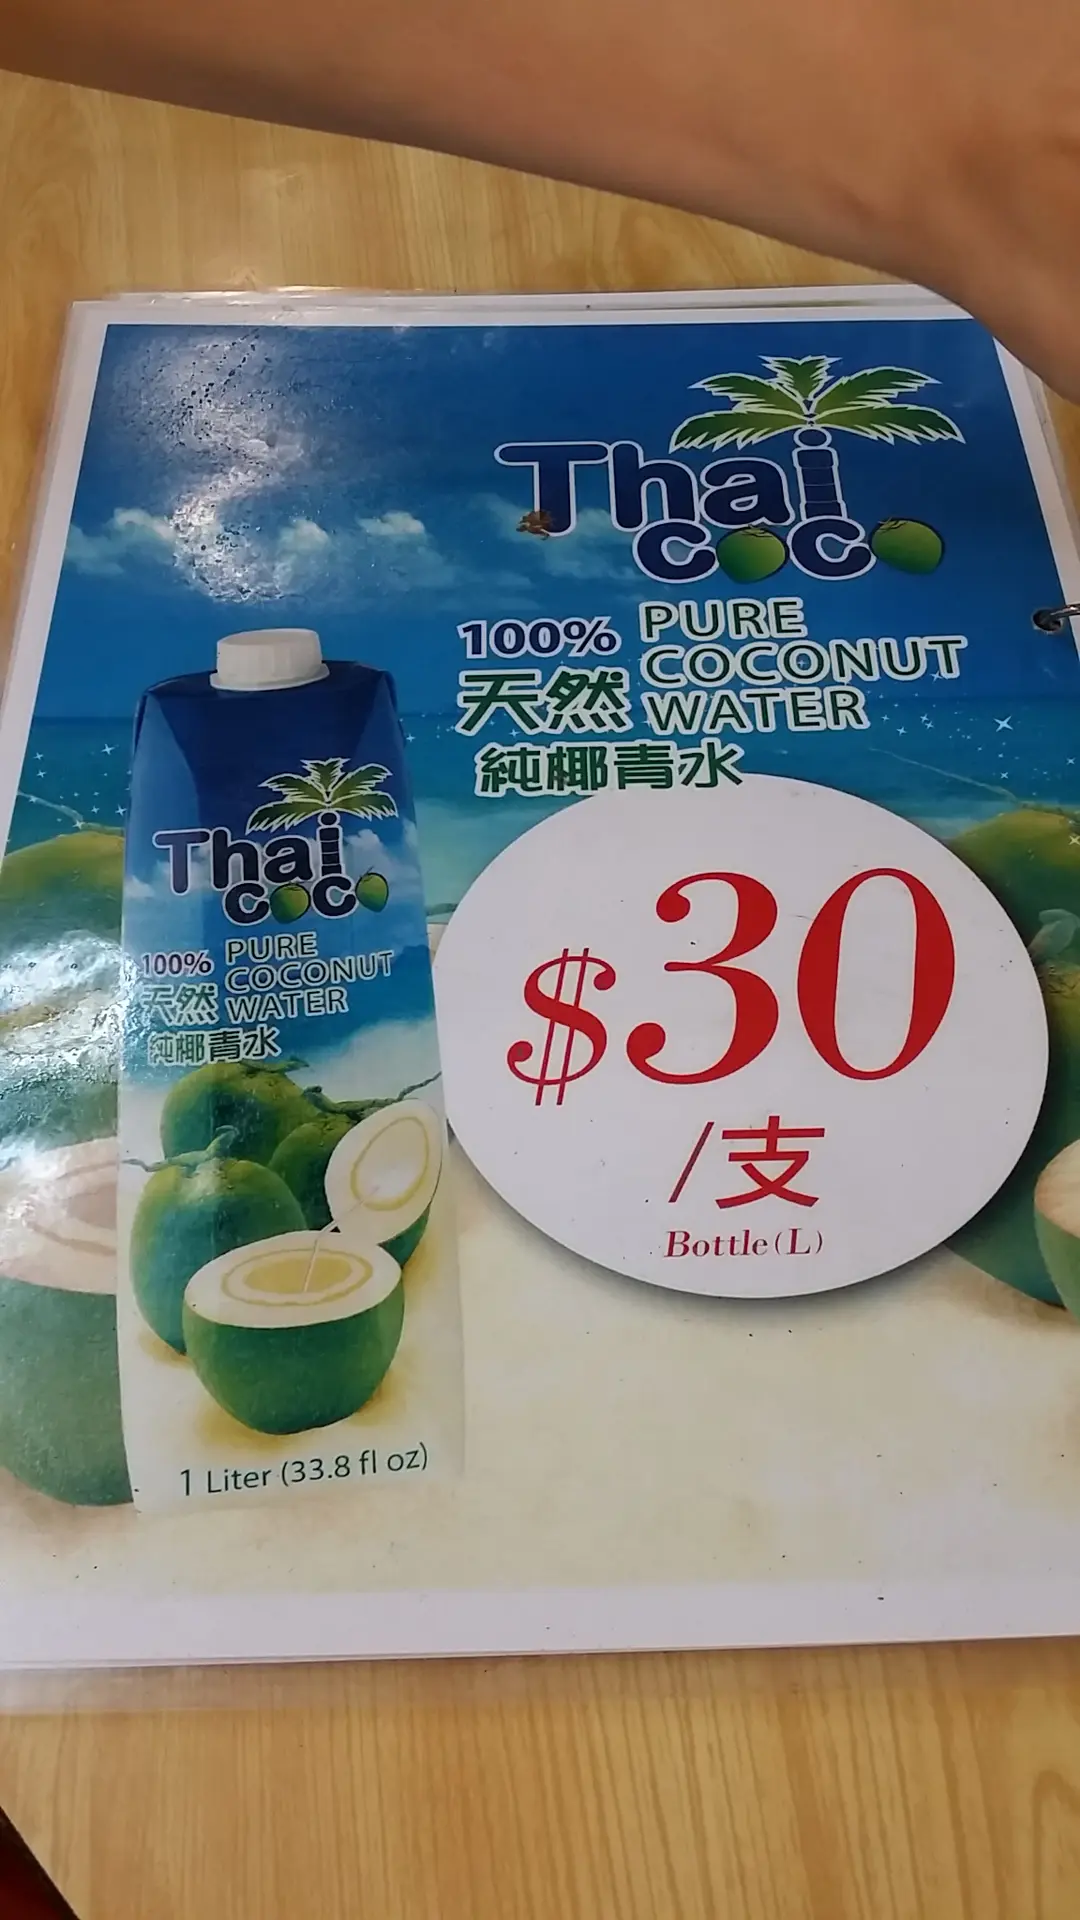 Thai
coco
100% PURE
COCONUT
天然 WATER
純椰青水
Thai
coco
100% PURE
COCONUT
天然 WATER
純椰青水
$30
/支
Bottle(L)
1 Liter (33.8 fl oz)